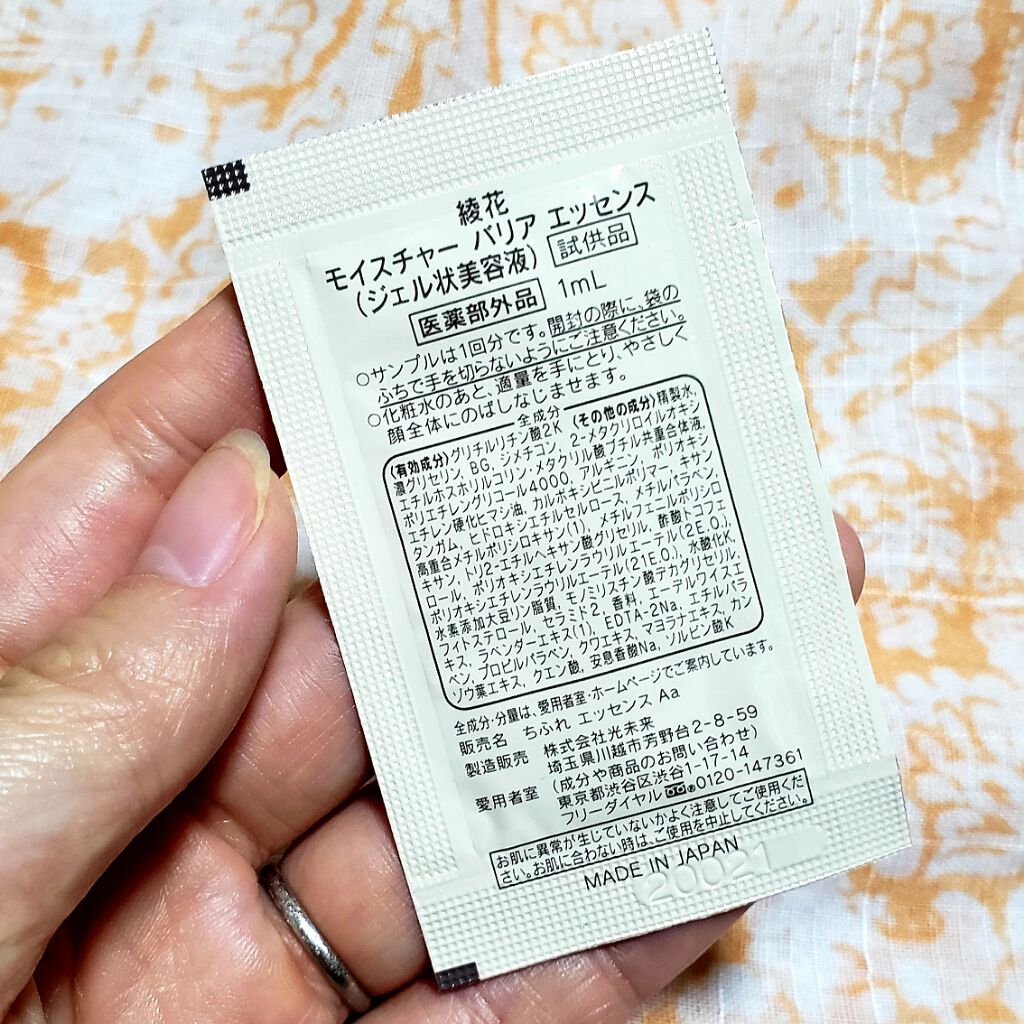 綾花
モイスチャー バリア エッセンス
(ジェル状美容液) 試供品
医薬部外品 1mL
○サンプルは1回分です。開封の際に、袋の
ふちで手を切らないようにご注意ください。
○化粧水のあと、適量を手にとり、やさしく
顔全体にのばしなじませます。
全成分
(有効成分)グリチルリチン酸2K (その他の成分)精製水、
濃グリセリン、BG、ジメチコン、2-メタクリロイルオキシ
エチルホスホリルコリン・メタクリル酸ブチル共重合体液、
ポリエチレングリコール4000、アルギニン、ポリオキシ
エチレン硬化ヒマシ油、カルボキシビニルポリマー、キサン
タンガム、ヒドロキシエチルセルロース、メチルパラベン、
高重合メチルポリシロキサン(1)、メチルフェニルポリシロ
キサン、トリ2-エチルヘキサン酸グリセリル、酢酸トコフェ
ロール、ポリオキシエチレンラウリルエーテル(2E.O.)、
ポリオキシエチレンラウリルエーテル(21E.O.)、水酸化K、
水素添加大豆リン脂質、モノミリスチン酸デカグリセリル、
フィトステロール、セラミド2、香料、エーデルワイスエ
キス、ラベンダーエキス(1)、EDTA-2Na、エチルパラ
ベン、プロピルパラベン、クワエキス、マヨラナエキス、カン
ゾウ葉エキス、クエン酸、安息香酸Na、ソルビン酸K
全成分・分量は、愛用者室・ホームページでご案内しています。
販売名 ちふれ エッセンス Aa
製造販売 株式会社光未来
埼玉県川越市芳野台2-8-59
(成分や商品のお問い合わせ)
愛用者室 東京都渋谷区渋谷1-17-14
フリーダイヤル®0120-147361
お肌に異常が生じていないかよく注意してご使用くだ
さい。お肌に合わない時は、ご使用を中止してください。
MADE IN JAPAN
20021